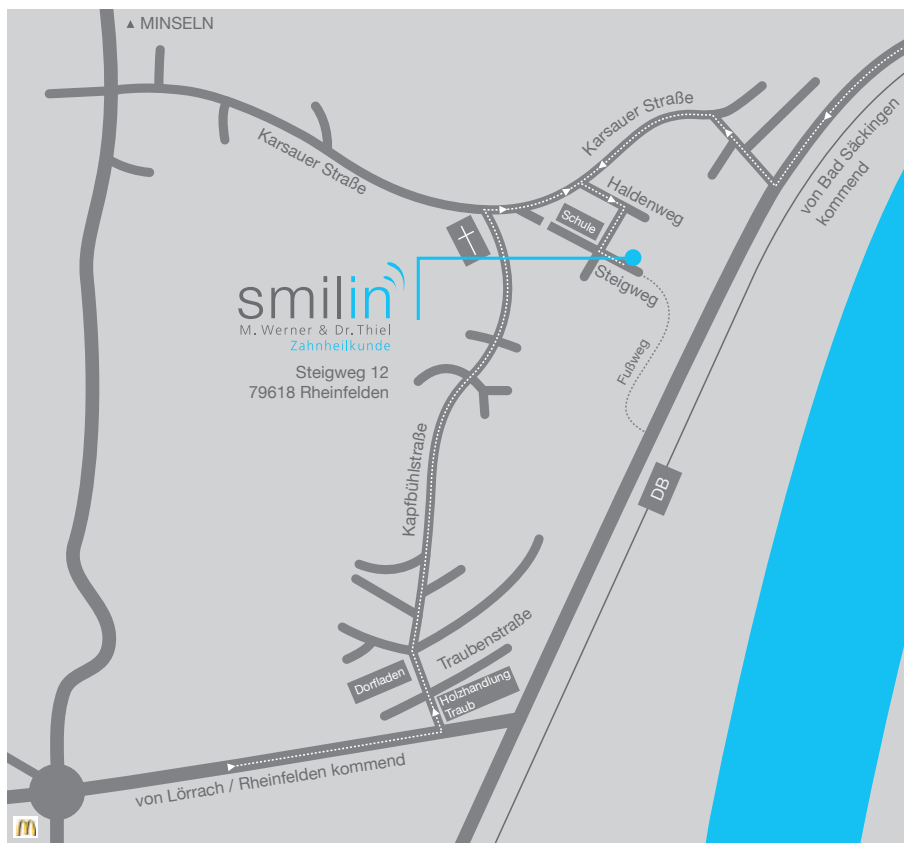 ▲ MINSELN
Karsauer Straße
Karsauer Straße
von Bad Säckingen
kommend
Haldenweg
Schule
Steigweg
smilin
M. Werner & Dr. Thiel
Zahnheilkunde
Steigweg 12
79618 Rheinfelden
Fußweg
Kapfbühlstraße
DB
Traubenstraße
Dorfladen
Holzhandlung
Traub
von Lörrach / Rheinfelden kommend
M